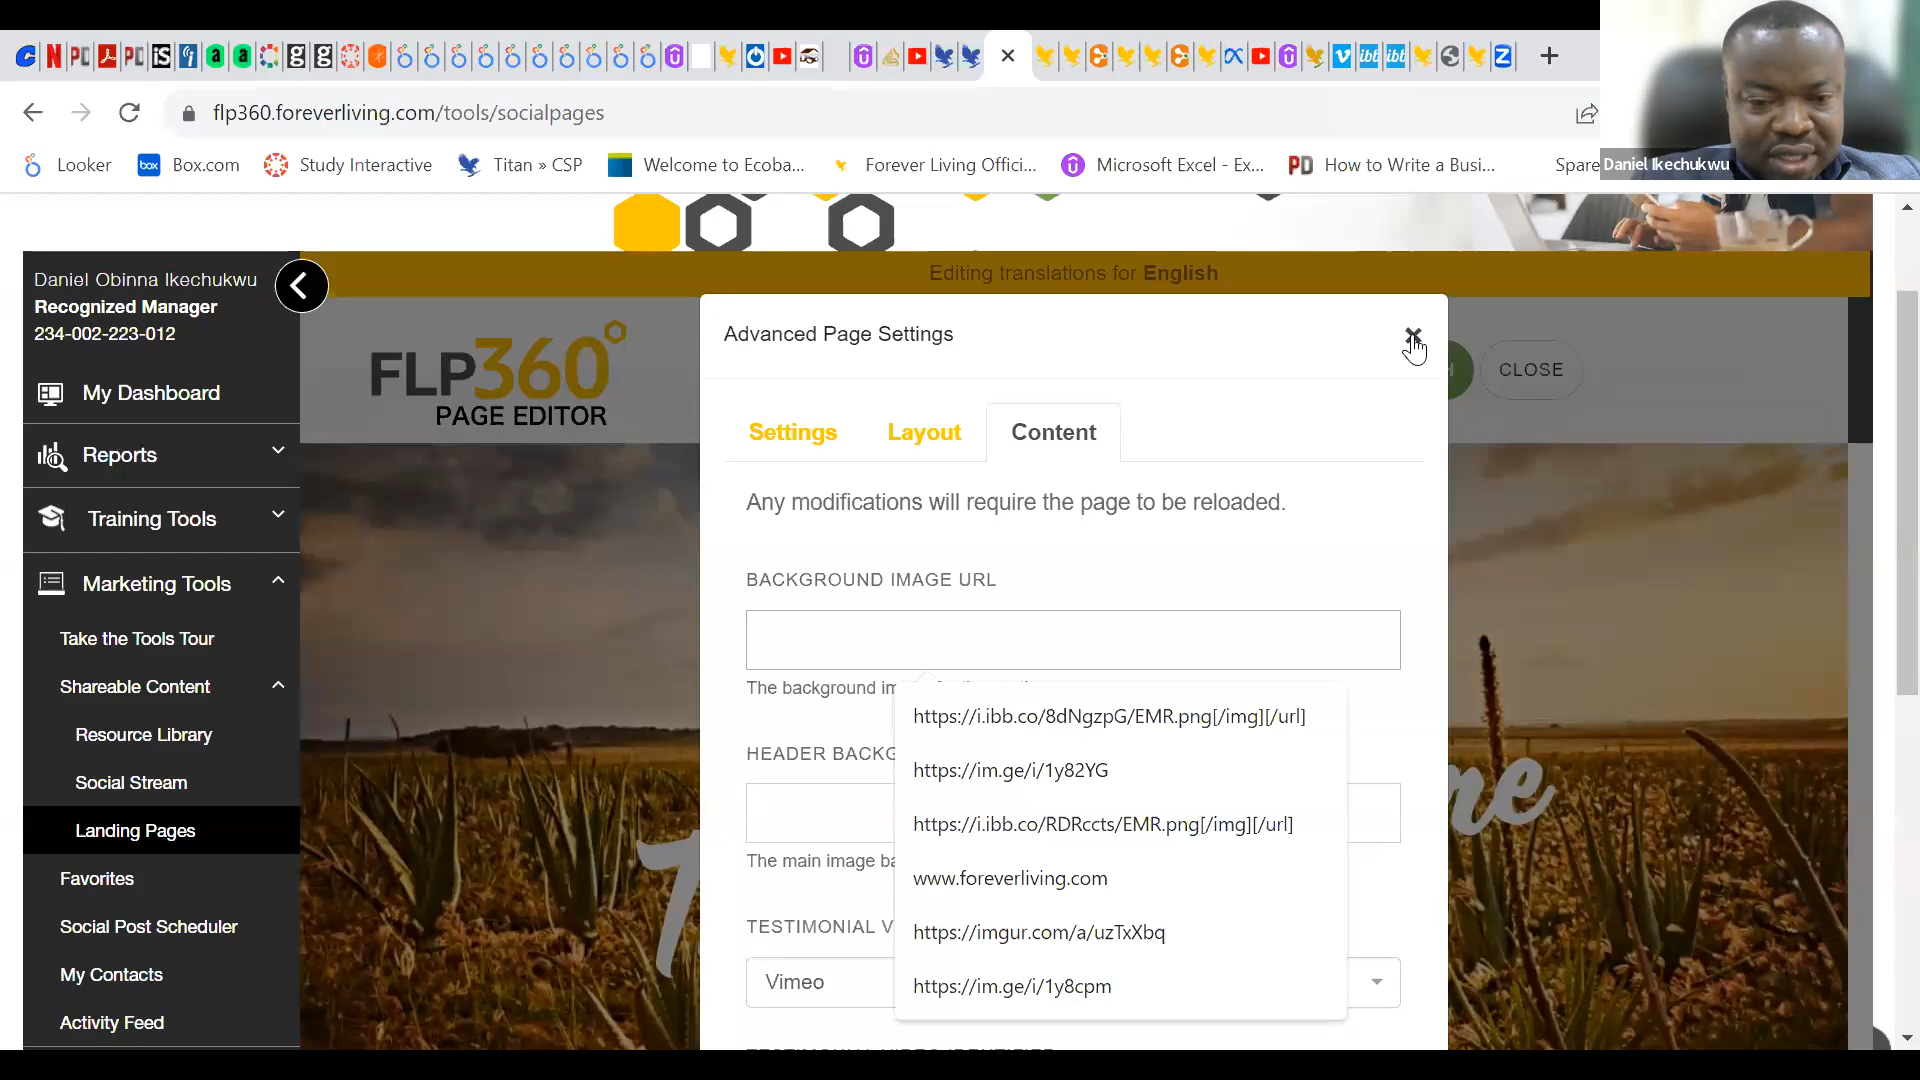 flp360.foreverliving.com/tools/socialpages
Looker
Box.com
Study Interactive
Titan » CSP
Welcome to Ecoba...
Forever Living Offici...
Microsoft Excel - Ex...
How to Write a Busi...
Spare
Daniel Ikechukwu
Editing translations for English
Daniel Obinna Ikechukwu
Recognized Manager
234-002-223-012
My Dashboard
Reports
Training Tools
Marketing Tools
Take the Tools Tour
Shareable Content
Resource Library
Social Stream
Landing Pages
Favorites
Social Post Scheduler
My Contacts
Activity Feed
FLP360
PAGE EDITOR
H
CLOSE
Advanced Page Settings
Settings
Layout
Content
Any modifications will require the page to be reloaded.
BACKGROUND IMAGE URL
The background im
https://i.ibb.co/8dNgzpG/EMR.png[/img][/url]
HEADER BACKG
https://im.ge/i/1y82YG
https://i.ibb.co/RDRccts/EMR.png[/img][/url]
The main image ba
www.foreverliving.com
TESTIMONIAL V
https://imgur.com/a/uzTxXbq
Vimeo
https://im.ge/i/1y8cpm